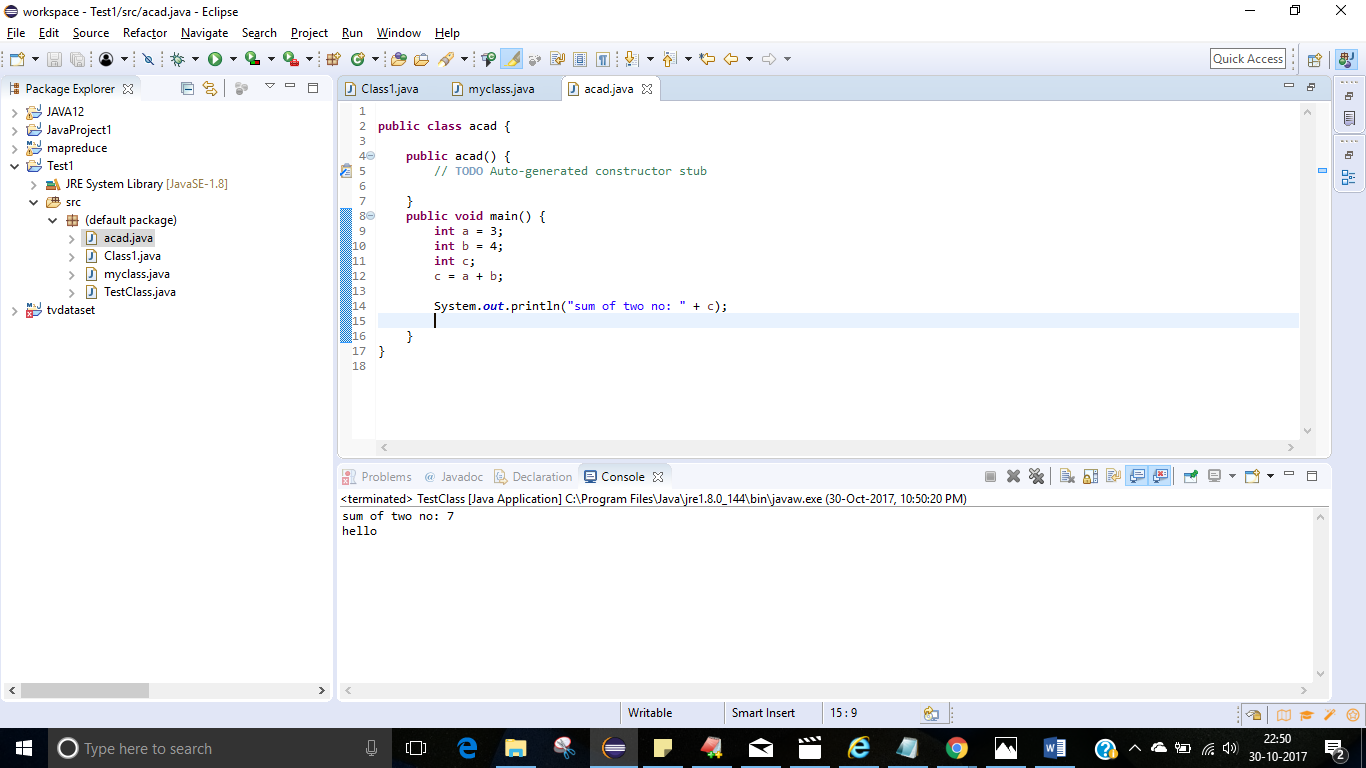 workspace - Test1/src/acad.java - Eclipse
File Edit Source Refactor Navigate Search Project Run Window Help
Quick Access
Package Explorer
JAVA12
JavaProject1
mapreduce
Test1
JRE System Library [JavaSE-1.8]
src
(default package)
acad.java
Class1.java
myclass.java
TestClass.java
tvdataset
Class1.java myclass.java acad.java
1
2 public class acad {
3
4 public acad() {
5 // TODO Auto-generated constructor stub
6
7 }
8 public void main() {
9 int a = 3;
10 int b = 4;
11 int c;
12 c = a + b;
13
14 System.out.println("sum of two no: " + c);
15
16 }
17 }
18
Problems @ Javadoc Declaration Console
<terminated> TestClass [Java Application] C:\Program Files\Java\jre1.8.0_144\bin\javaw.exe (30-Oct-2017, 10:50:20 PM)
sum of two no: 7
hello
Writable Smart Insert 15 : 9
Type here to search
22:50
30-10-2017
2